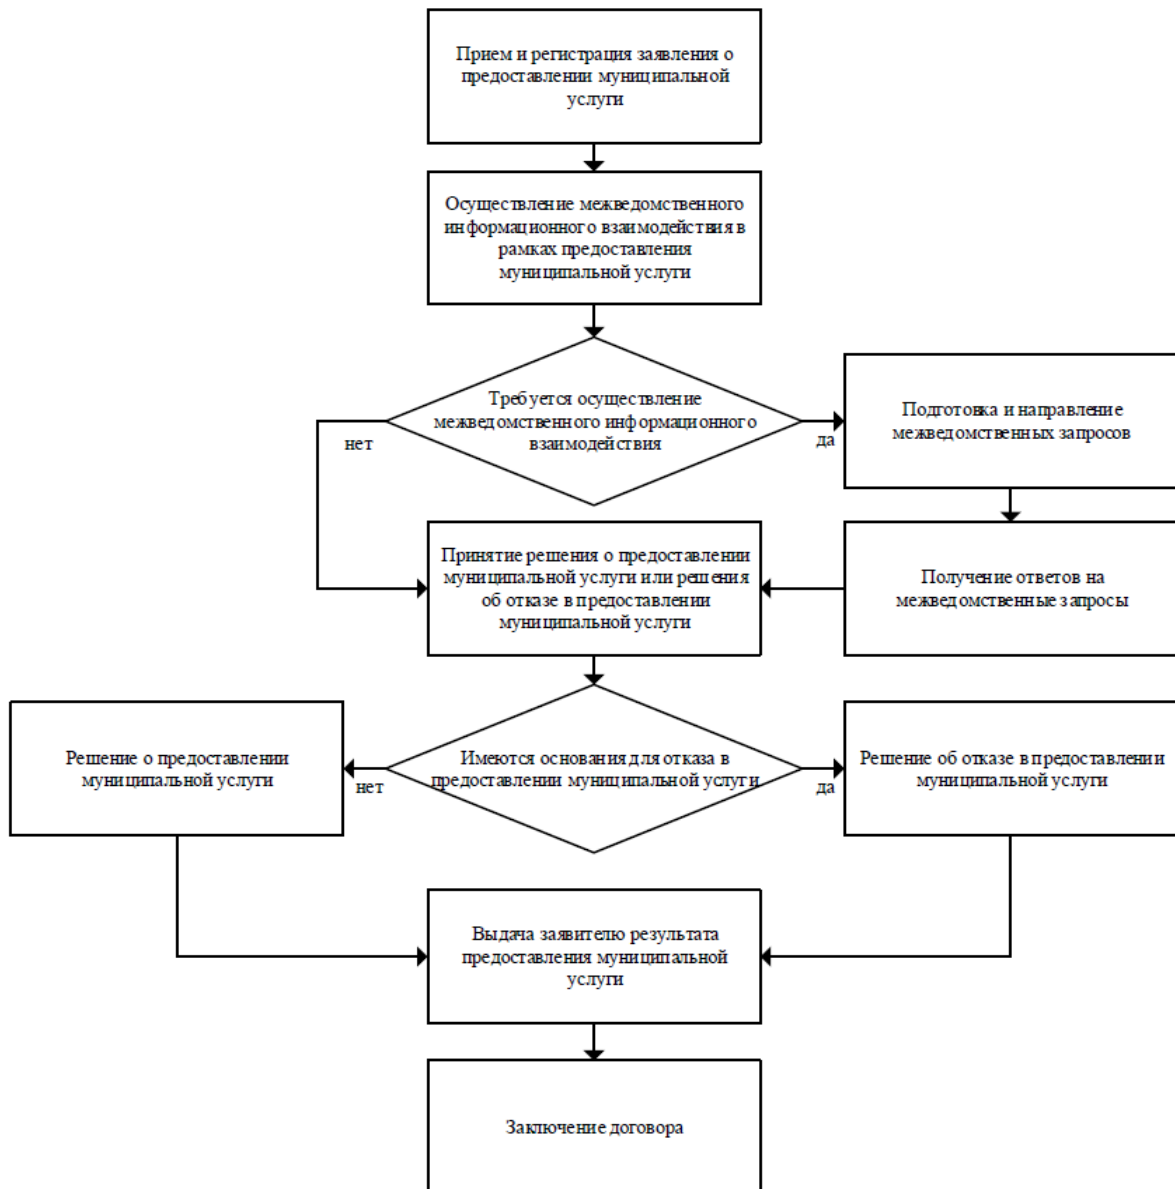 Прием и регистрация заявления о
предоставлении муниципальной
услуги
Осуществление межведомственного
информационного взаимодействия в
рамках предоставления
муниципальной услуги
Требуется осуществление
межведомственного информационного
взаимодействия
нет
да
Подготовка и направление
межведомственных запросов
Принятие решения о предоставлении
муниципальной услуги или решения
об отказе в предоставлении
муниципальной услуги
Получение ответов на
межведомственные запросы
Решение о предоставлении
муниципальной услуги
Имеются основания для отказа в
предоставлении муниципальной услуги
нет
да
Решение об отказе в предоставлении
муниципальной услуги
Выдача заявителю результата
предоставления муниципальной
услуги
Заключение договора